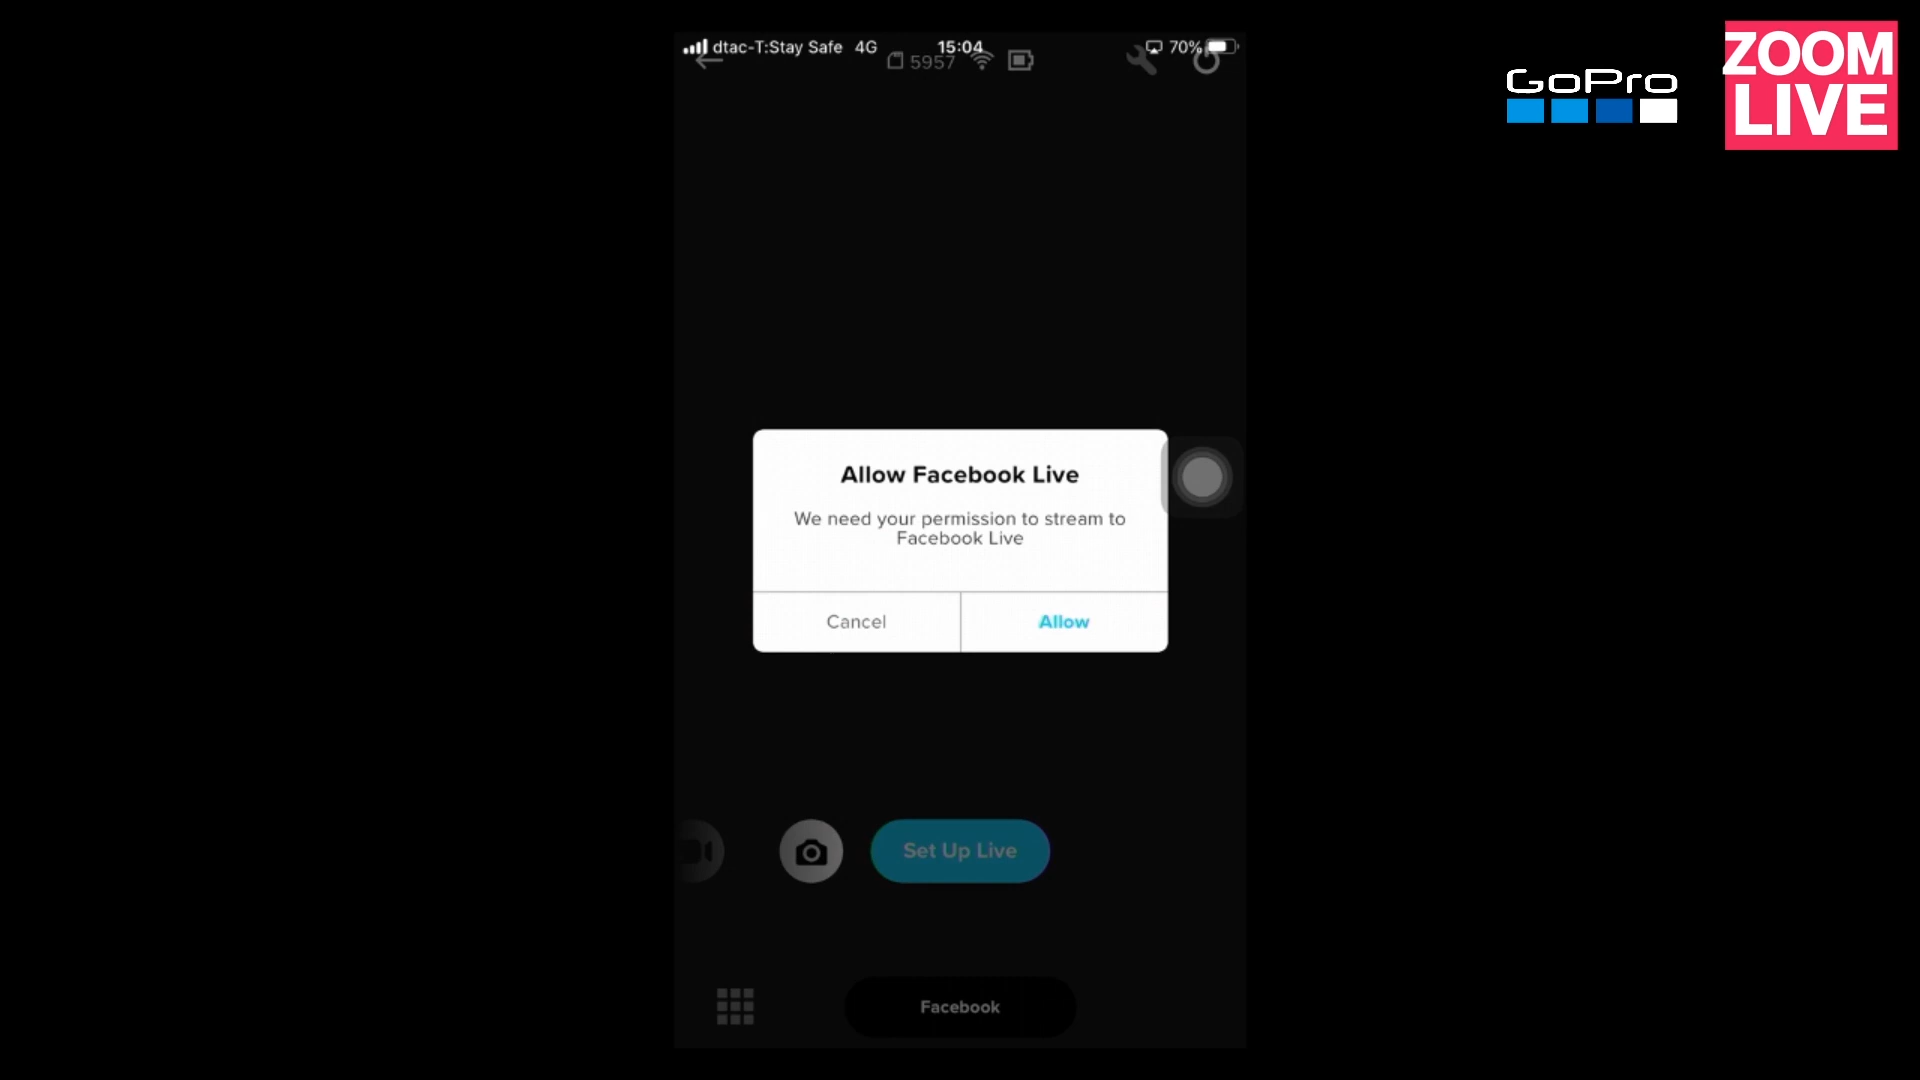 dtac-T:Stay Safe 4G 15:04 70%
5957
GoPro
ZOOM
LIVE
Allow Facebook Live
We need your permission to stream to
Facebook Live
Cancel Allow
Set Up Live
Facebook